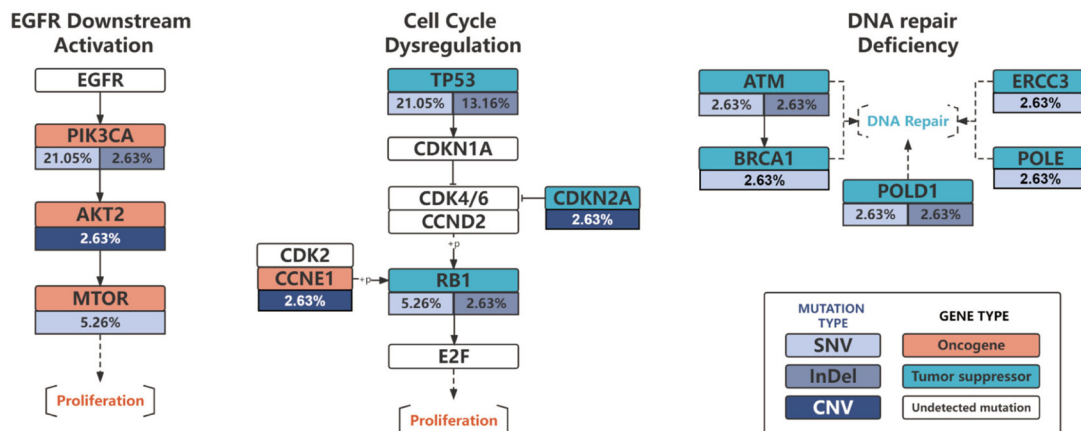 EGFR Downstream
Activation
EGFR
PIK3CA
21.05% 2.63%
AKT2
2.63%
MTOR
5.26%
Proliferation
Cell Cycle
Dysregulation
TP53
21.05% 13.16%
CDKN1A
CDK4/6
CCND2
CDKN2A
2.63%
+p
CDK2
CCNE1
2.63%
+p
RB1
5.26% 2.63%
E2F
Proliferation
DNA repair
Deficiency
ATM
2.63% 2.63%
ERCC3
2.63%
DNA Repair
BRCA1
2.63%
POLE
2.63%
POLD1
2.63% 2.63%
MUTATION
TYPE
GENE TYPE
SNV
Oncogene
InDel
Tumor suppressor
CNV
Undetected mutation